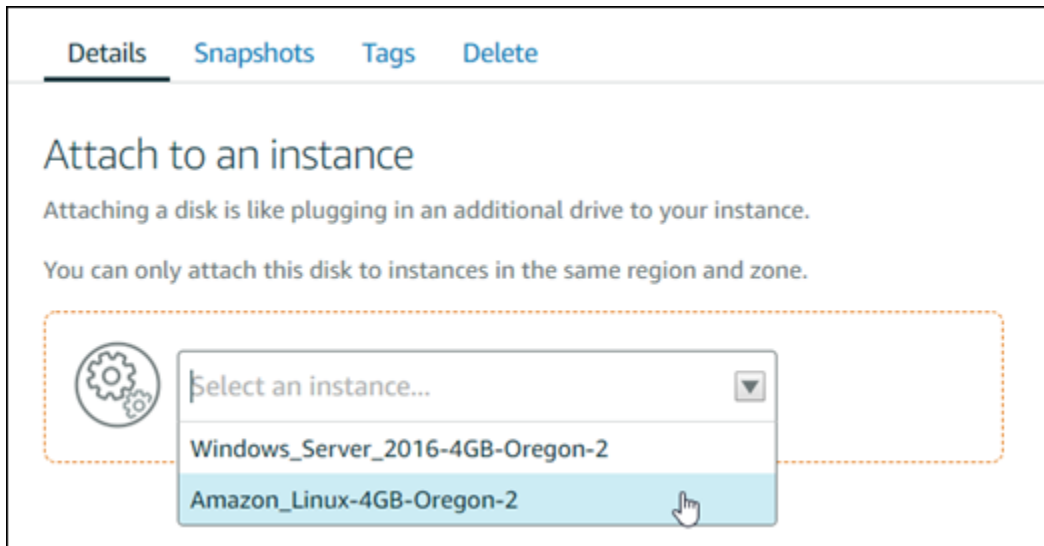 Details Snapshots Tags Delete
Attach to an instance
Attaching a disk is like plugging in an additional drive to your instance.
You can only attach this disk to instances in the same region and zone.
Select an instance...
Windows_Server_2016-4GB-Oregon-2
Amazon_Linux-4GB-Oregon-2